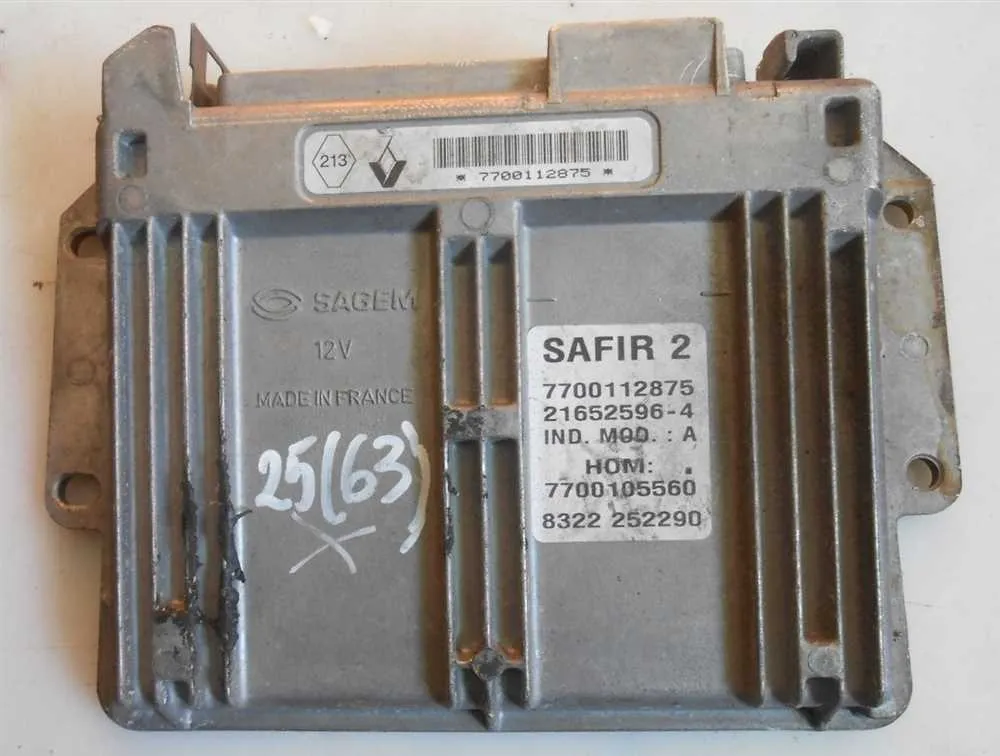 213
* 7700112875 *
SAGEM
12V
MADE IN FRANCE
25(63)
X
SAFIR 2
7700112875
21652596-4
IND. MOD. : A
HOM: .
7700105560
8322 252290